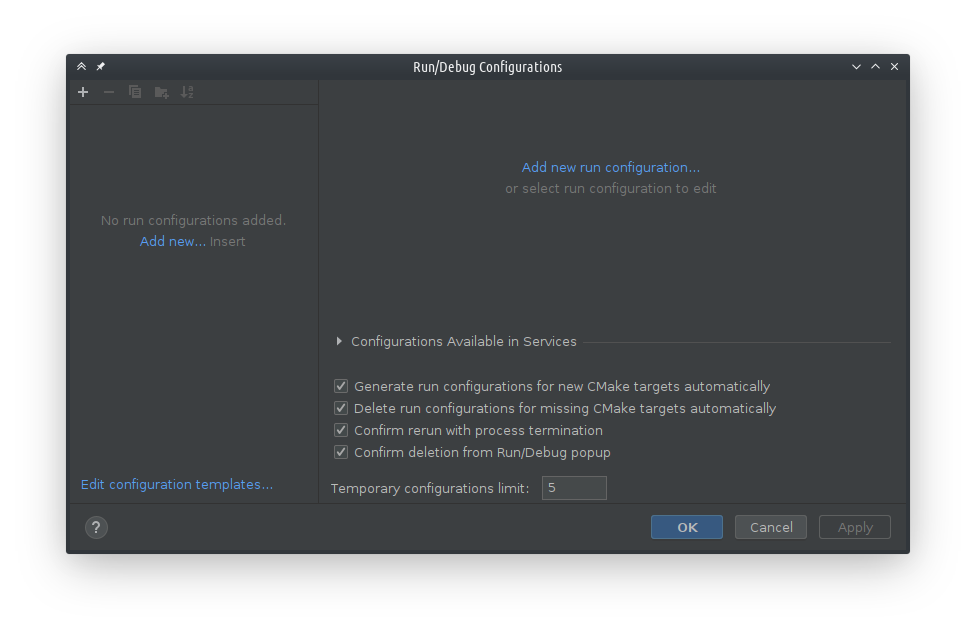 Run/Debug Configurations
No run configurations added.
Add new... Insert
Edit configuration templates...
Add new run configuration...
or select run configuration to edit
Configurations Available in Services
Generate run configurations for new CMake targets automatically
Delete run configurations for missing CMake targets automatically
Confirm rerun with process termination
Confirm deletion from Run/Debug popup
Temporary configurations limit: 5
?
OK Cancel Apply